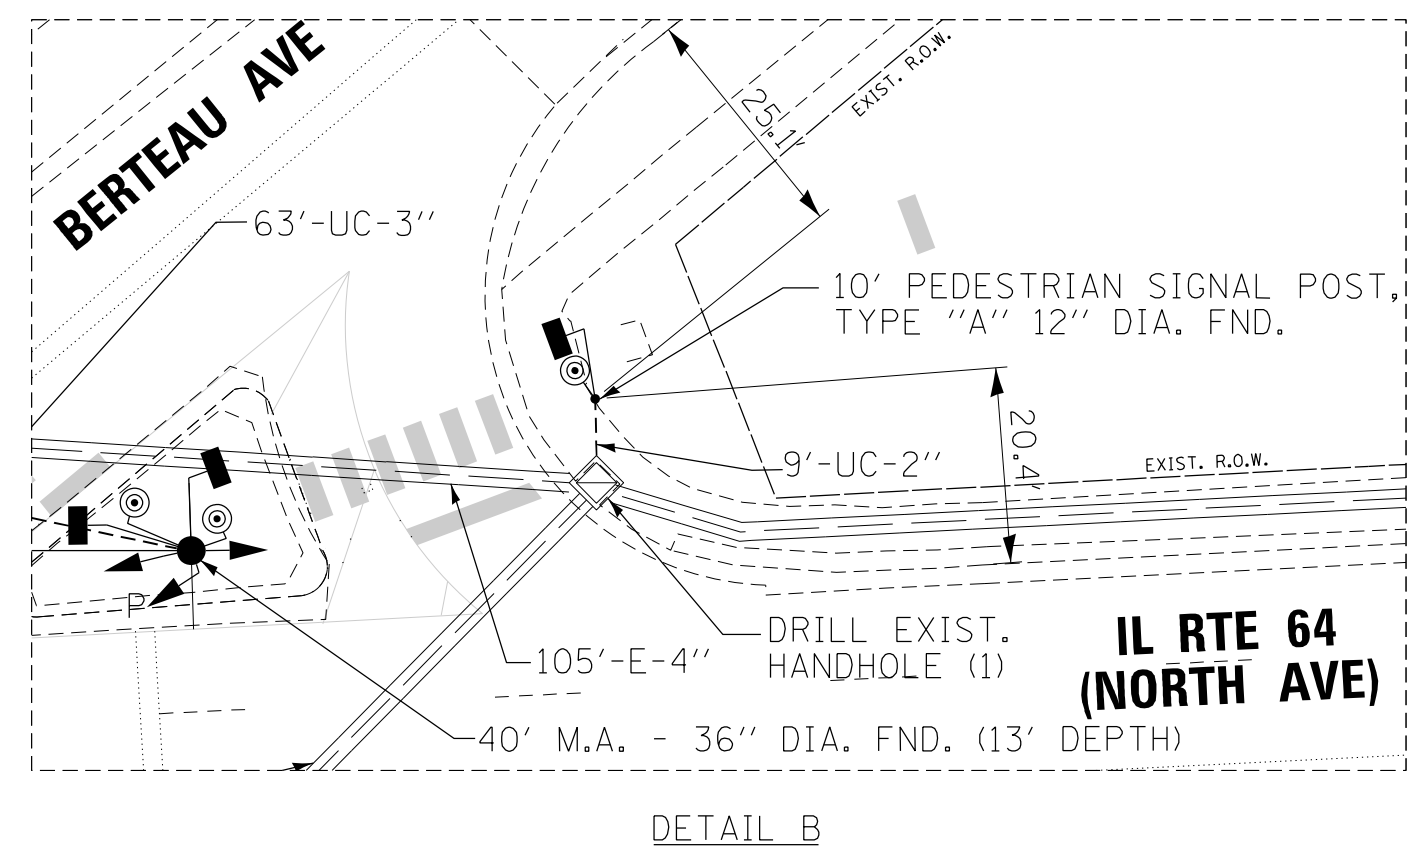 BERTEAU AVE
25.1'
EXIST. R.O.W.
63'-UC-3"
10' PEDESTRIAN SIGNAL POST,
TYPE "A" 12" DIA. FND.
20.4'
9'-UC-2"
EXIST. R.O.W.
P
DRILL EXIST.
HANDHOLE (1)
IL RTE 64
(NORTH AVE)
105'-E-4"
40' M.A. - 36" DIA. FND. (13' DEPTH)
DETAIL B